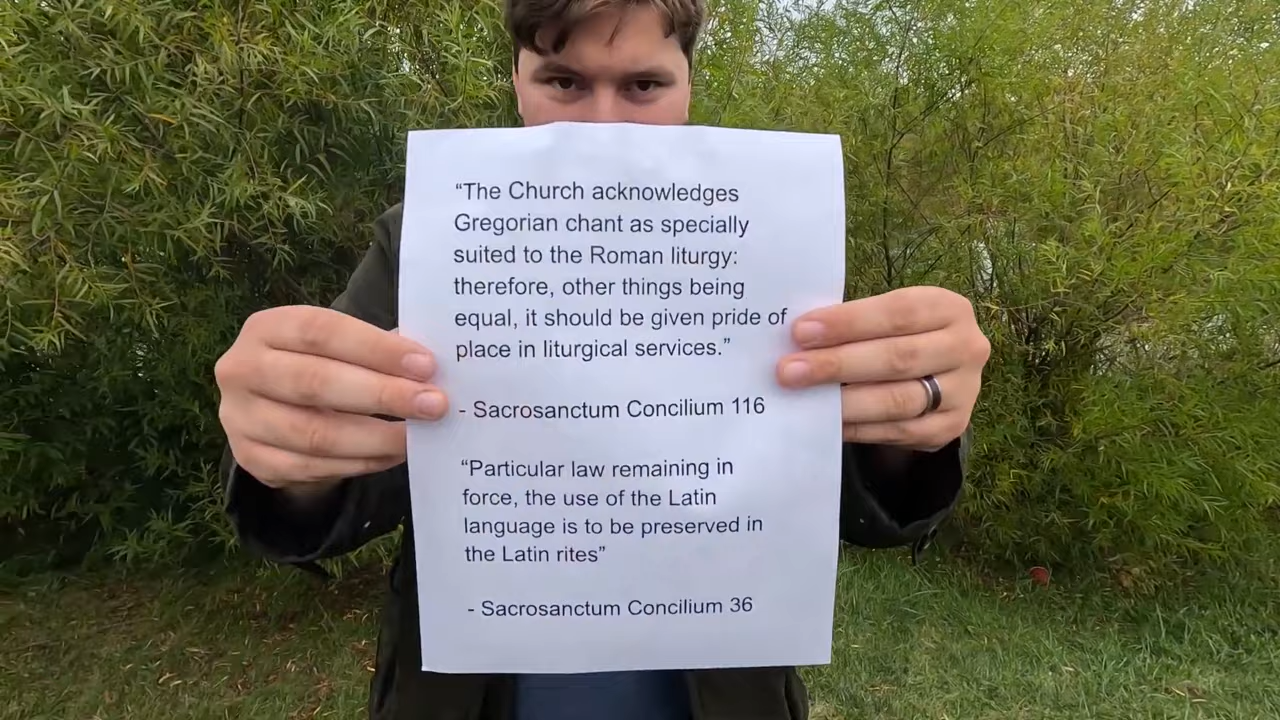 “The Church acknowledges
Gregorian chant as specially
suited to the Roman liturgy:
therefore, other things being
equal, it should be given pride of
place in liturgical services.”
- Sacrosanctum Concilium 116
“Particular law remaining in
force, the use of the Latin
language is to be preserved in
the Latin rites”
- Sacrosanctum Concilium 36